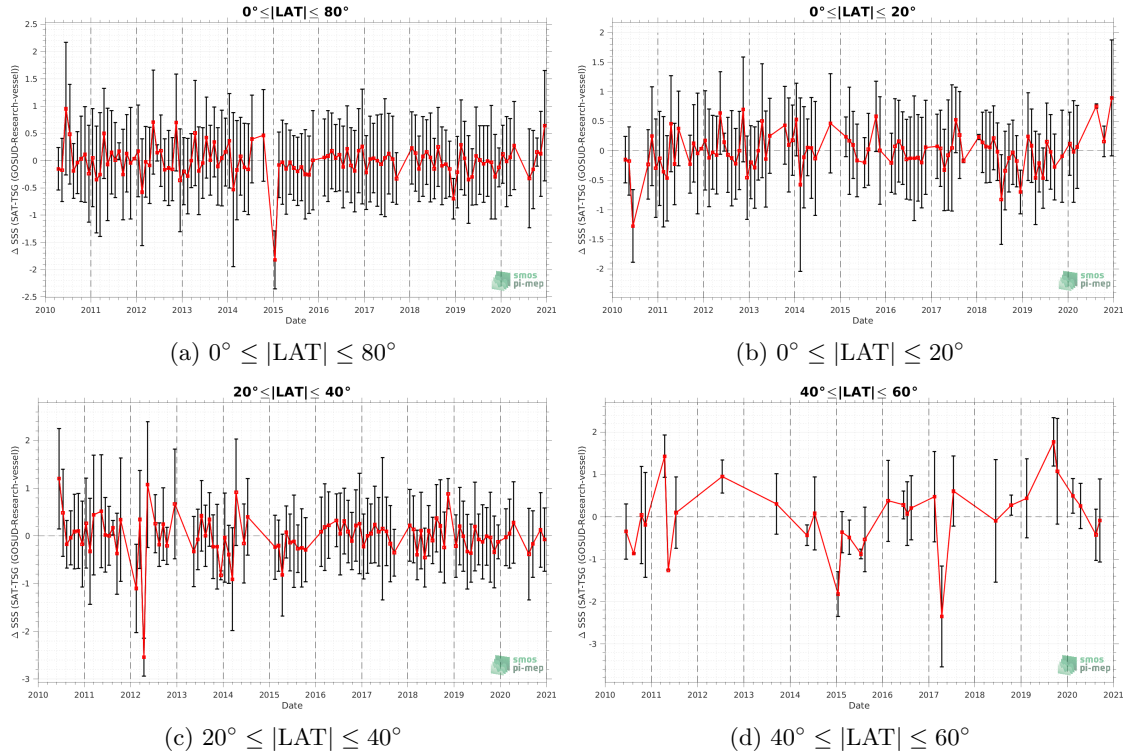 0°≤|LAT|≤ 80°
Δ SSS (SAT-TSG (GOSUD-Research-vessel))
2.5
2
1.5
1
0.5
0
-0.5
-1
-1.5
-2
-2.5
2010 2011 2012 2013 2014 2015 2016 2017 2018 2019 2020 2021
Date
smos
pi-mep
(a) 0° ≤ |LAT| ≤ 80°
0°≤|LAT|≤ 20°
Δ SSS (SAT-TSG (GOSUD-Research-vessel))
2
1.5
1
0.5
0
-0.5
-1
-1.5
-2
2010 2011 2012 2013 2014 2015 2016 2017 2018 2019 2020 2021
Date
smos
pi-mep
(b) 0° ≤ |LAT| ≤ 20°
20°≤|LAT|≤ 40°
Δ SSS (SAT-TSG (GOSUD-Research-vessel))
2
1
0
-1
-2
-3
2010 2011 2012 2013 2014 2015 2016 2017 2018 2019 2020 2021
Date
smos
pi-mep
(c) 20° ≤ |LAT| ≤ 40°
40°≤|LAT|≤ 60°
Δ SSS (SAT-TSG (GOSUD-Research-vessel))
2
1
0
-1
-2
-3
2010 2011 2012 2013 2014 2015 2016 2017 2018 2019 2020 2021
Date
smos
pi-mep
(d) 40° ≤ |LAT| ≤ 60°